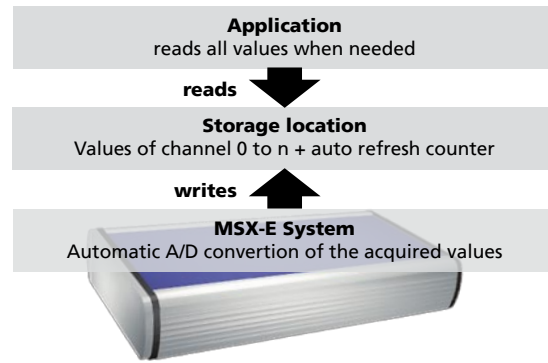 Application
reads all values when needed
reads
Storage location
Values of channel 0 to n + auto refresh counter
writes
MSX-E System
Automatic A/D convertion of the acquired values